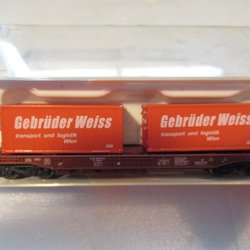 Gebrüder Weiss
transport und logistik
Wien
Gebrüder Weiss
transport und logistik
Wien